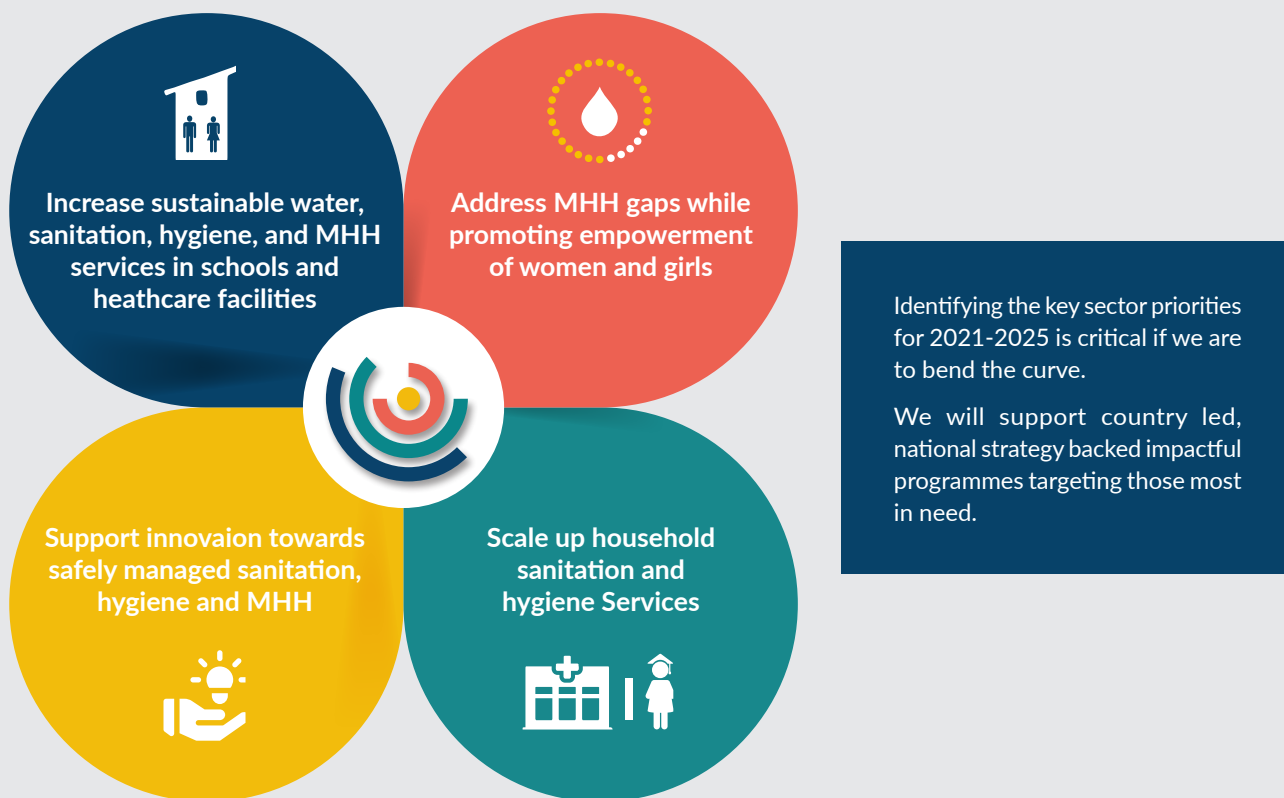 Increase sustainable water,
sanitation, hygiene, and MHH
services in schools and
heathcare facilities
Address MHH gaps while
promoting empowerment
of women and girls
Support innovaion towards
safely managed sanitation,
hygiene and MHH
Scale up household
sanitation and
hygiene Services
Identifying the key sector priorities
for 2021-2025 is critical if we are
to bend the curve.
We will support country led,
national strategy backed impactful
programmes targeting those most
in need.